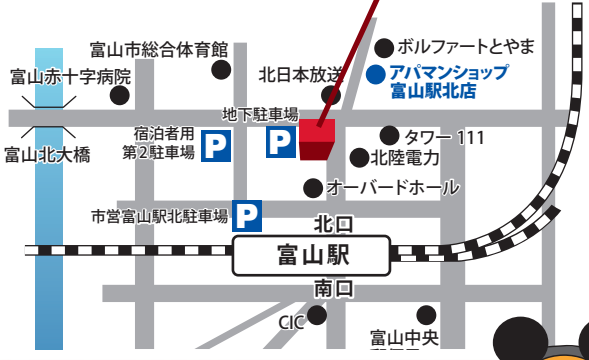 ボルファートとやま
富山市総合体育館
アパマンショップ
富山駅北店
富山赤十字病院
北日本放送
地下駐車場
宿泊者用
第2駐車場
P
P
タワー111
北陸電力
富山北大橋
オーバードホール
市営富山駅北駐車場
P
北口
富山駅
南口
CIC
富山中央